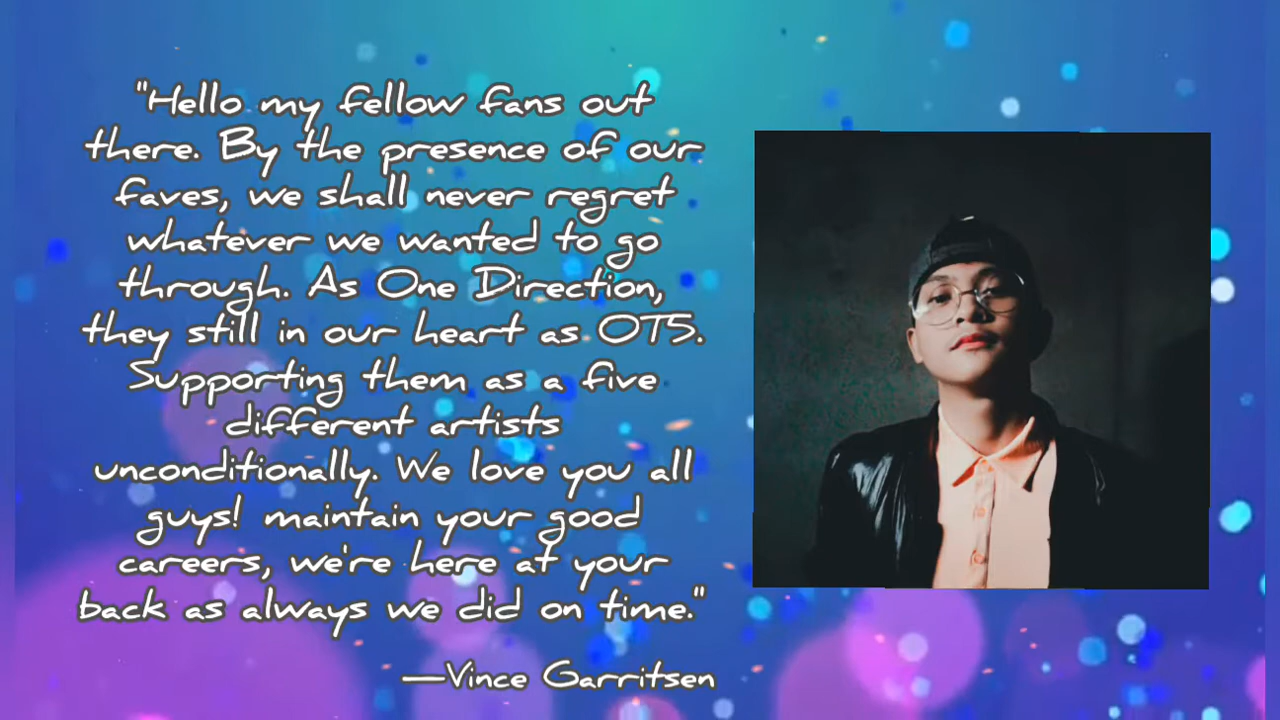 "Hello my fellow fans out
there. By the presence of our
faves, we shall never regret
whatever we wanted to go
through. As One Direction,
they still in our heart as OT5.
Supporting them as a five
different artists
unconditionally. We love you all
guys! maintain your good
careers, we're here at your
back as always we did on time."
—Vince Garritsen